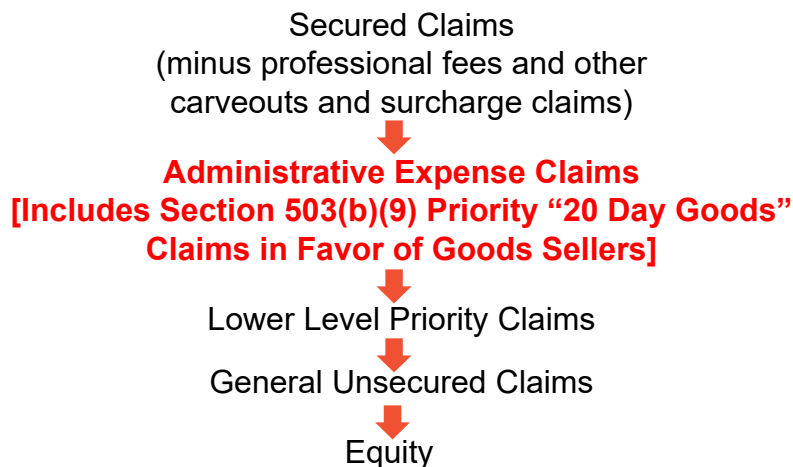 Secured Claims
(minus professional fees and other
carveouts and surcharge claims)
Administrative Expense Claims
[Includes Section 503(b)(9) Priority “20 Day Goods”
Claims in Favor of Goods Sellers]
Lower Level Priority Claims
General Unsecured Claims
Equity